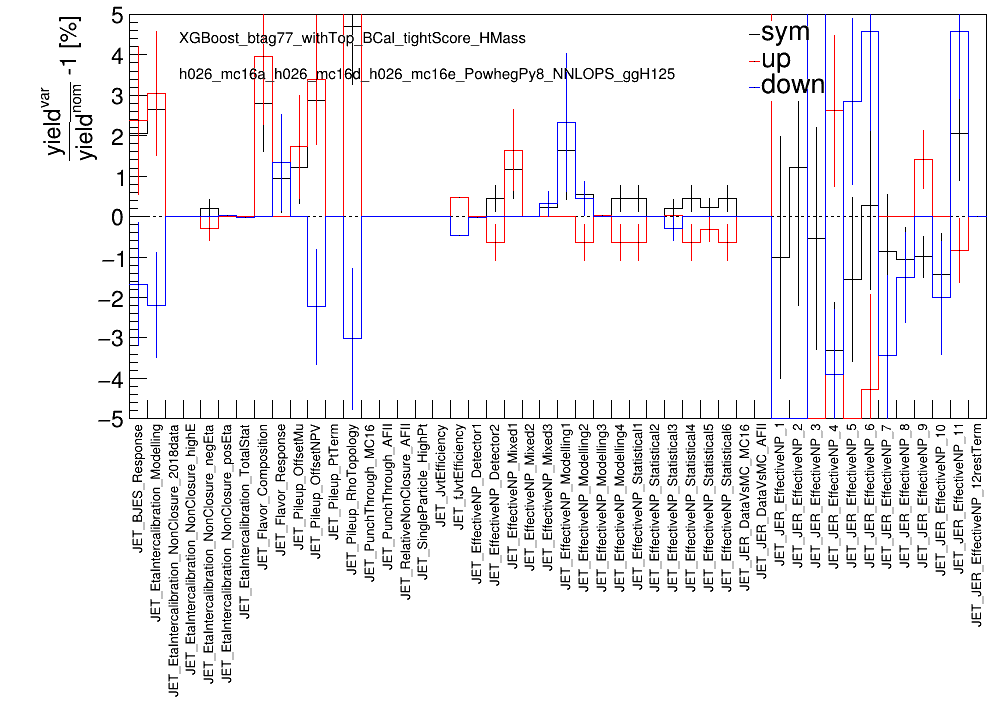 yield^var / yield^nom -1 [%]
XGBoost_btag77_withTop_BCal_tightScore_HMass
h026_mc16a_h026_mc16d_h026_mc16e_PowhegPy8_NNLOPS_ggH125
sym
up
down
5
4
3
2
1
0
−1
−2
−3
−4
−5
JET_BJES_Response
JET_EtaIntercalibration_Modelling
JET_EtaIntercalibration_NonClosure_2018data
JET_EtaIntercalibration_NonClosure_highE
JET_EtaIntercalibration_NonClosure_negEta
JET_EtaIntercalibration_NonClosure_posEta
JET_EtaIntercalibration_TotalStat
JET_Flavor_Composition
JET_Flavor_Response
JET_Pileup_OffsetMu
JET_Pileup_OffsetNPV
JET_Pileup_PtTerm
JET_Pileup_RhoTopology
JET_PunchThrough_MC16
JET_PunchThrough_AFII
JET_RelativeNonClosure_AFII
JET_SingleParticle_HighPt
JET_JvtEfficiency
JET_fJvtEfficiency
JET_EffectiveNP_Detector1
JET_EffectiveNP_Detector2
JET_EffectiveNP_Mixed1
JET_EffectiveNP_Mixed2
JET_EffectiveNP_Mixed3
JET_EffectiveNP_Modelling1
JET_EffectiveNP_Modelling2
JET_EffectiveNP_Modelling3
JET_EffectiveNP_Modelling4
JET_EffectiveNP_Statistical1
JET_EffectiveNP_Statistical2
JET_EffectiveNP_Statistical3
JET_EffectiveNP_Statistical4
JET_EffectiveNP_Statistical5
JET_EffectiveNP_Statistical6
JET_JER_DataVsMC_MC16
JET_JER_DataVsMC_AFII
JET_JER_EffectiveNP_1
JET_JER_EffectiveNP_2
JET_JER_EffectiveNP_3
JET_JER_EffectiveNP_4
JET_JER_EffectiveNP_5
JET_JER_EffectiveNP_6
JET_JER_EffectiveNP_7
JET_JER_EffectiveNP_8
JET_JER_EffectiveNP_9
JET_JER_EffectiveNP_10
JET_JER_EffectiveNP_11
JET_JER_EffectiveNP_12restTerm